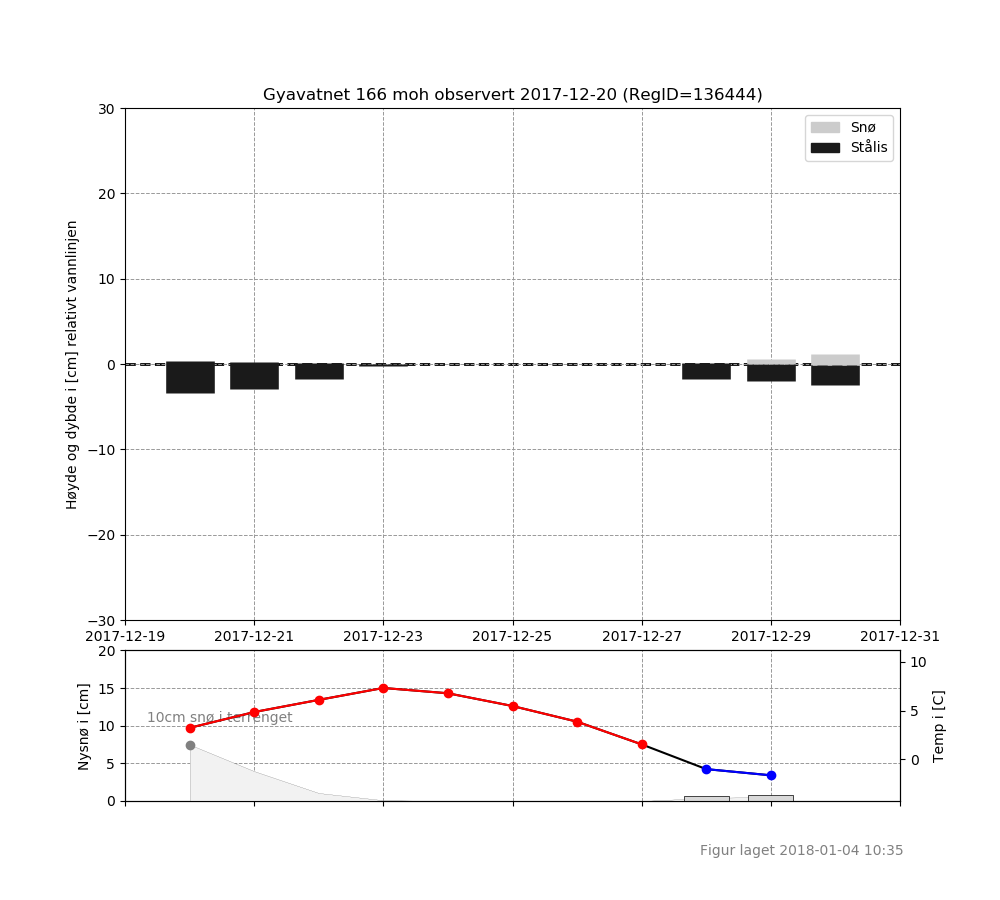 Gyavatnet 166 moh observert 2017-12-20 (RegID=136444)
Snø
Stålis
Høyde og dybde i [cm] relativt vannlinjen
30
20
10
0
−10
−20
−30
2017-12-19 2017-12-21 2017-12-23 2017-12-25 2017-12-27 2017-12-29 2017-12-31
Nysnø i [cm]
20
15
10
5
0
10cm snø i terrenget
10
5
0
Temp i [C]
Figur laget 2018-01-04 10:35